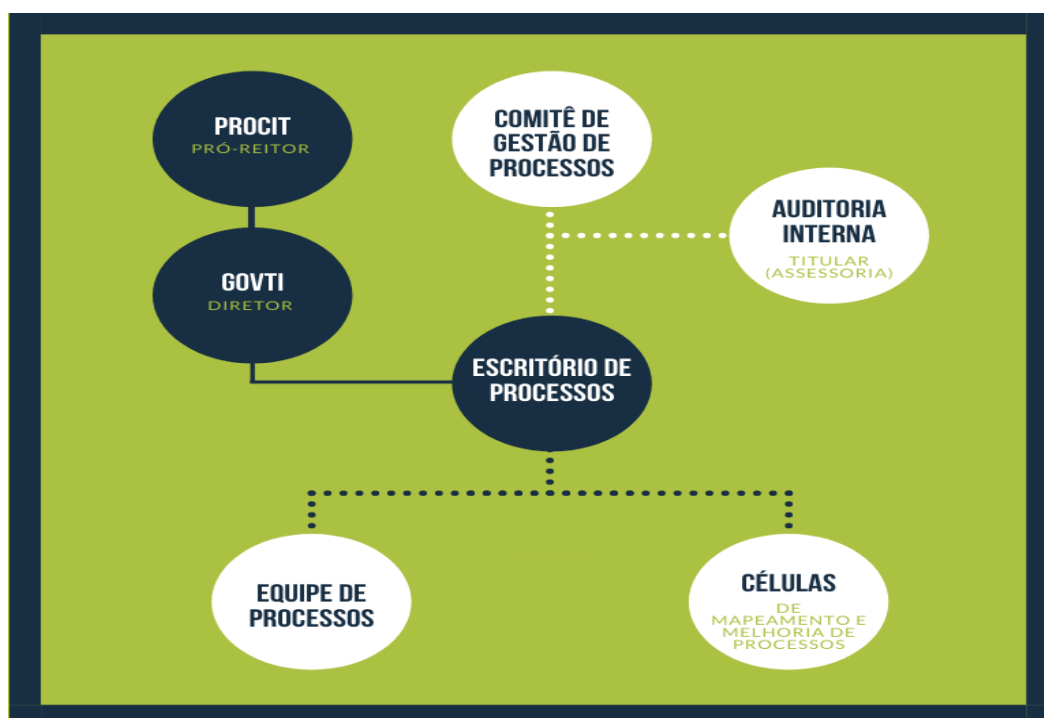 PROCIT
PRÓ-REITOR
COMITÊ DE
GESTÃO DE
PROCESSOS
AUDITORIA
INTERNA
TITULAR
(ASSESSORIA)
GOVTI
DIRETOR
ESCRITÓRIO DE
PROCESSOS
EQUIPE DE
PROCESSOS
CÉLULAS
DE
MAPEAMENTO E
MELHORIA DE
PROCESSOS